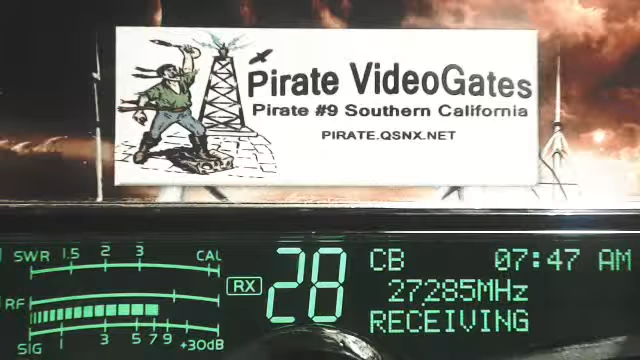 Pirate VideoGates
Pirate #9 Southern California
PIRATE.QSNX.NET
SWR 1.5 2 3 CAL
RF
SIG 1 3 5 7 9 +30dB
RX
28
CB 07:47 AM
27285MHz
RECEIVING